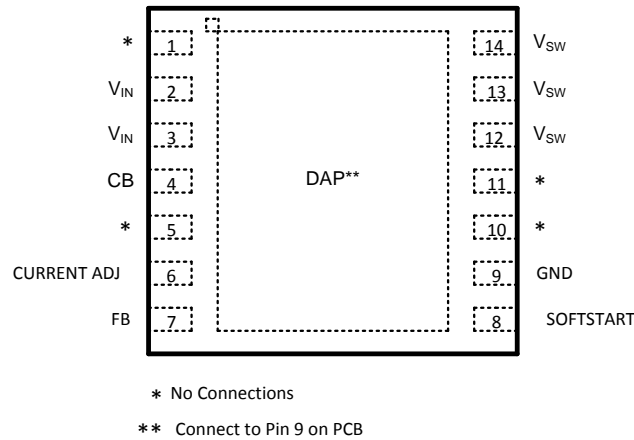 * 1 14 VSW
VIN 2 13 VSW
VIN 3 12 VSW
CB 4 DAP** 11 *
* 5 10 *
CURRENT ADJ 6 9 GND
FB 7 8 SOFTSTART
* No Connections
** Connect to Pin 9 on PCB